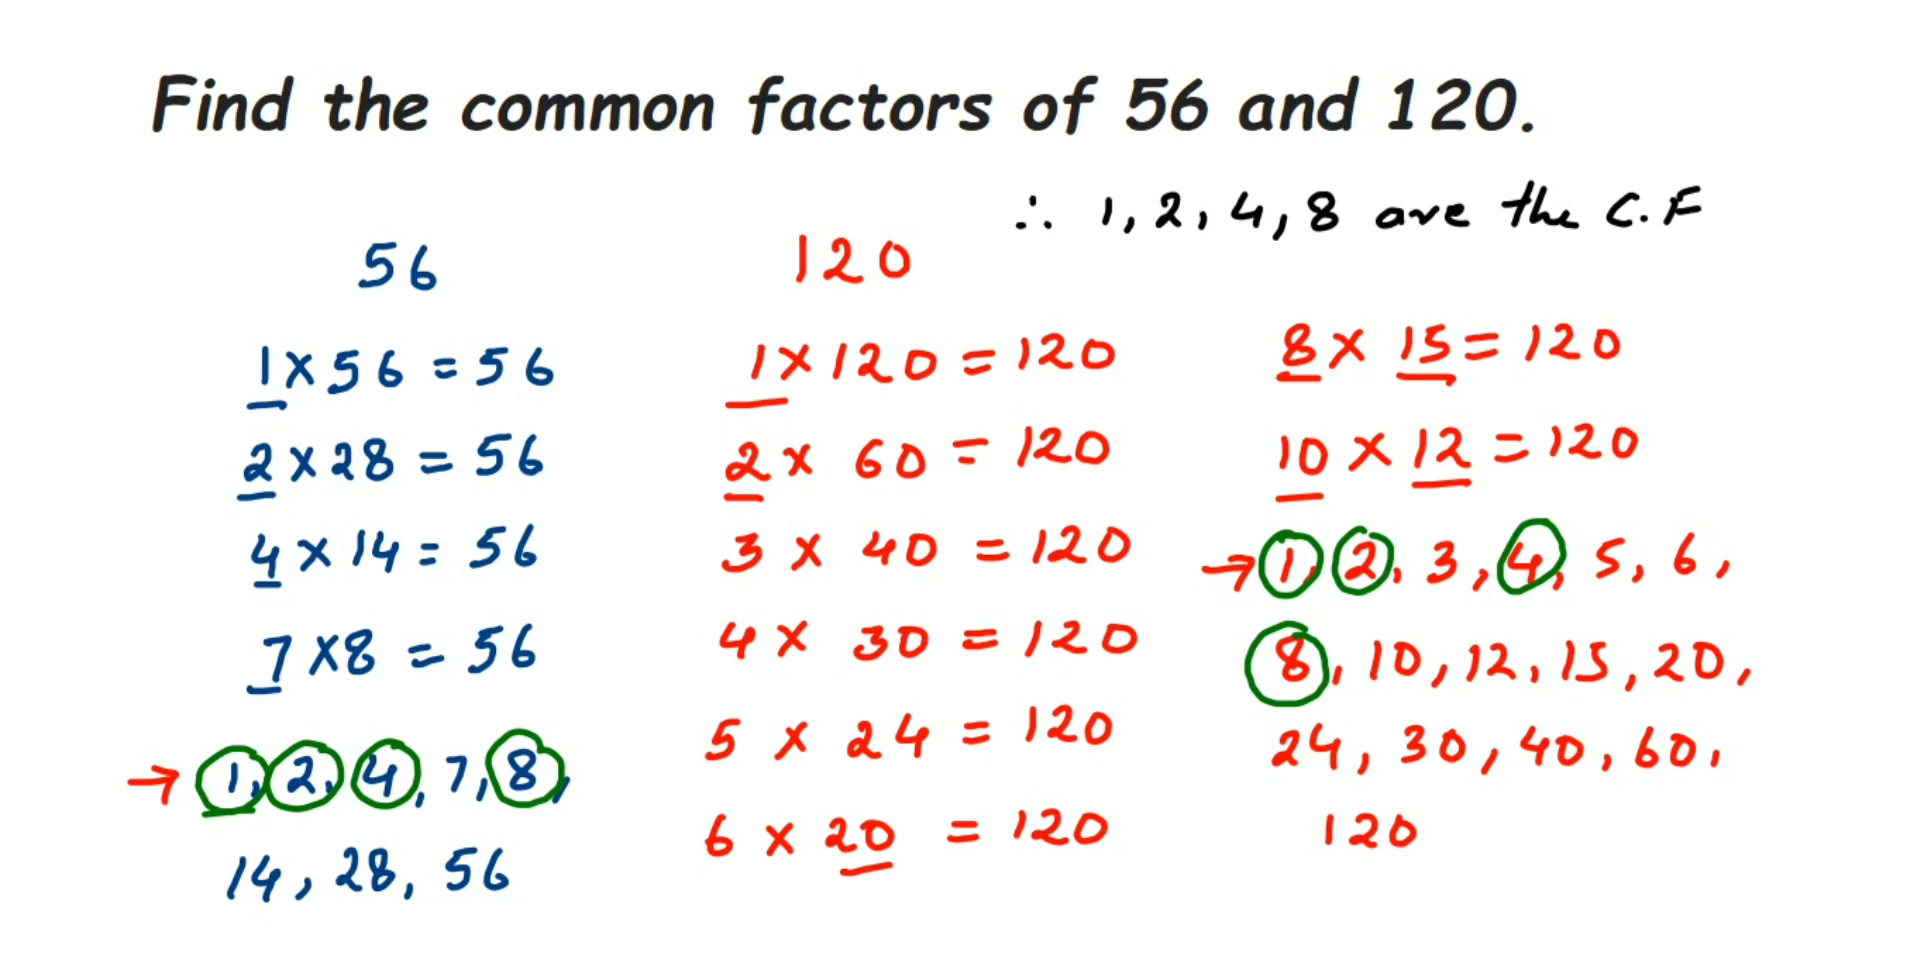 Find the common factors of 56 and 120.
∴ 1, 2, 4, 8 are the C.F
56
1 × 56 = 56
2 × 28 = 56
4 × 14 = 56
7 × 8 = 56
→ 1, 2, 4, 7, 8,
14, 28, 56
120
1 × 120 = 120
2 × 60 = 120
3 × 40 = 120
4 × 30 = 120
5 × 24 = 120
6 × 20 = 120
8 × 15 = 120
10 × 12 = 120
→ 1, 2, 3, 4, 5, 6,
8, 10, 12, 15, 20,
24, 30, 40, 60,
120